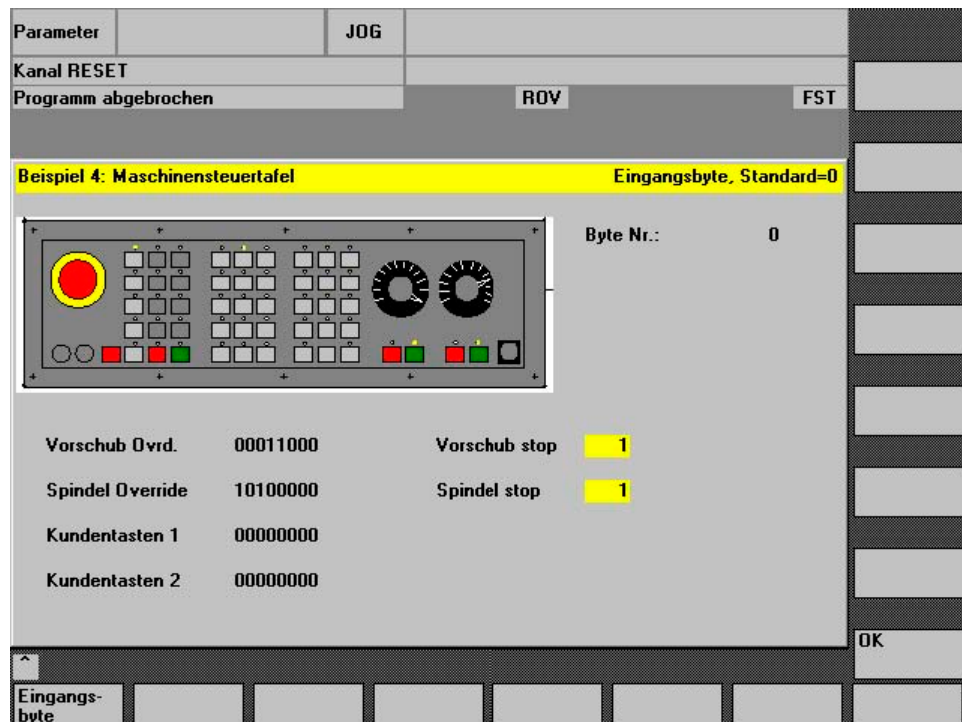 Parameter JOG
Kanal RESET
Programm abgebrochen ROV FST
Beispiel 4: Maschinensteuertafel Eingangsbyte, Standard=0
Byte Nr.: 0
Vorschub Ovrd. 00011000 Vorschub stop 1
Spindel Override 10100000 Spindel stop 1
Kundentasten 1 00000000
Kundentasten 2 00000000
OK
^
Eingangs-
byte